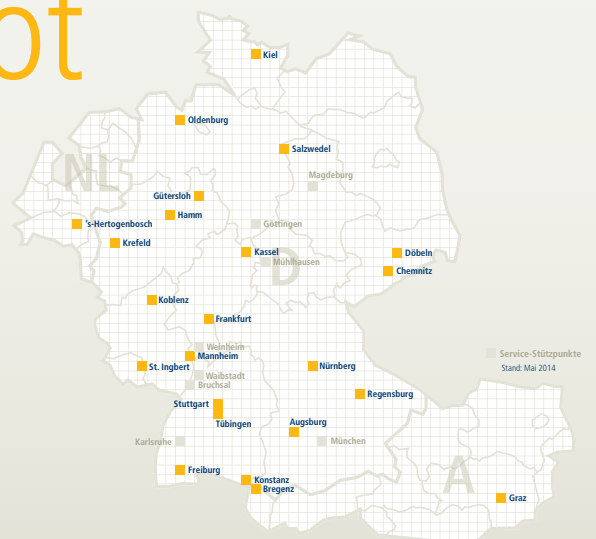 ot
Kiel
Oldenburg
Salzwedel
Magdeburg
NL
Gütersloh
Hamm
's-Hertogenbosch
Göttingen
Krefeld
Kassel
Döbeln
Mühlhausen
D
Chemnitz
Koblenz
Frankfurt
Weinheim
Mannheim
Service-Stützpunkte
St. Ingbert
Nürnberg
Stand: Mai 2014
Waibstadt
Bruchsal
Regensburg
Stuttgart
Tübingen
Augsburg
Karlsruhe
München
Freiburg
A
Konstanz
Bregenz
Graz